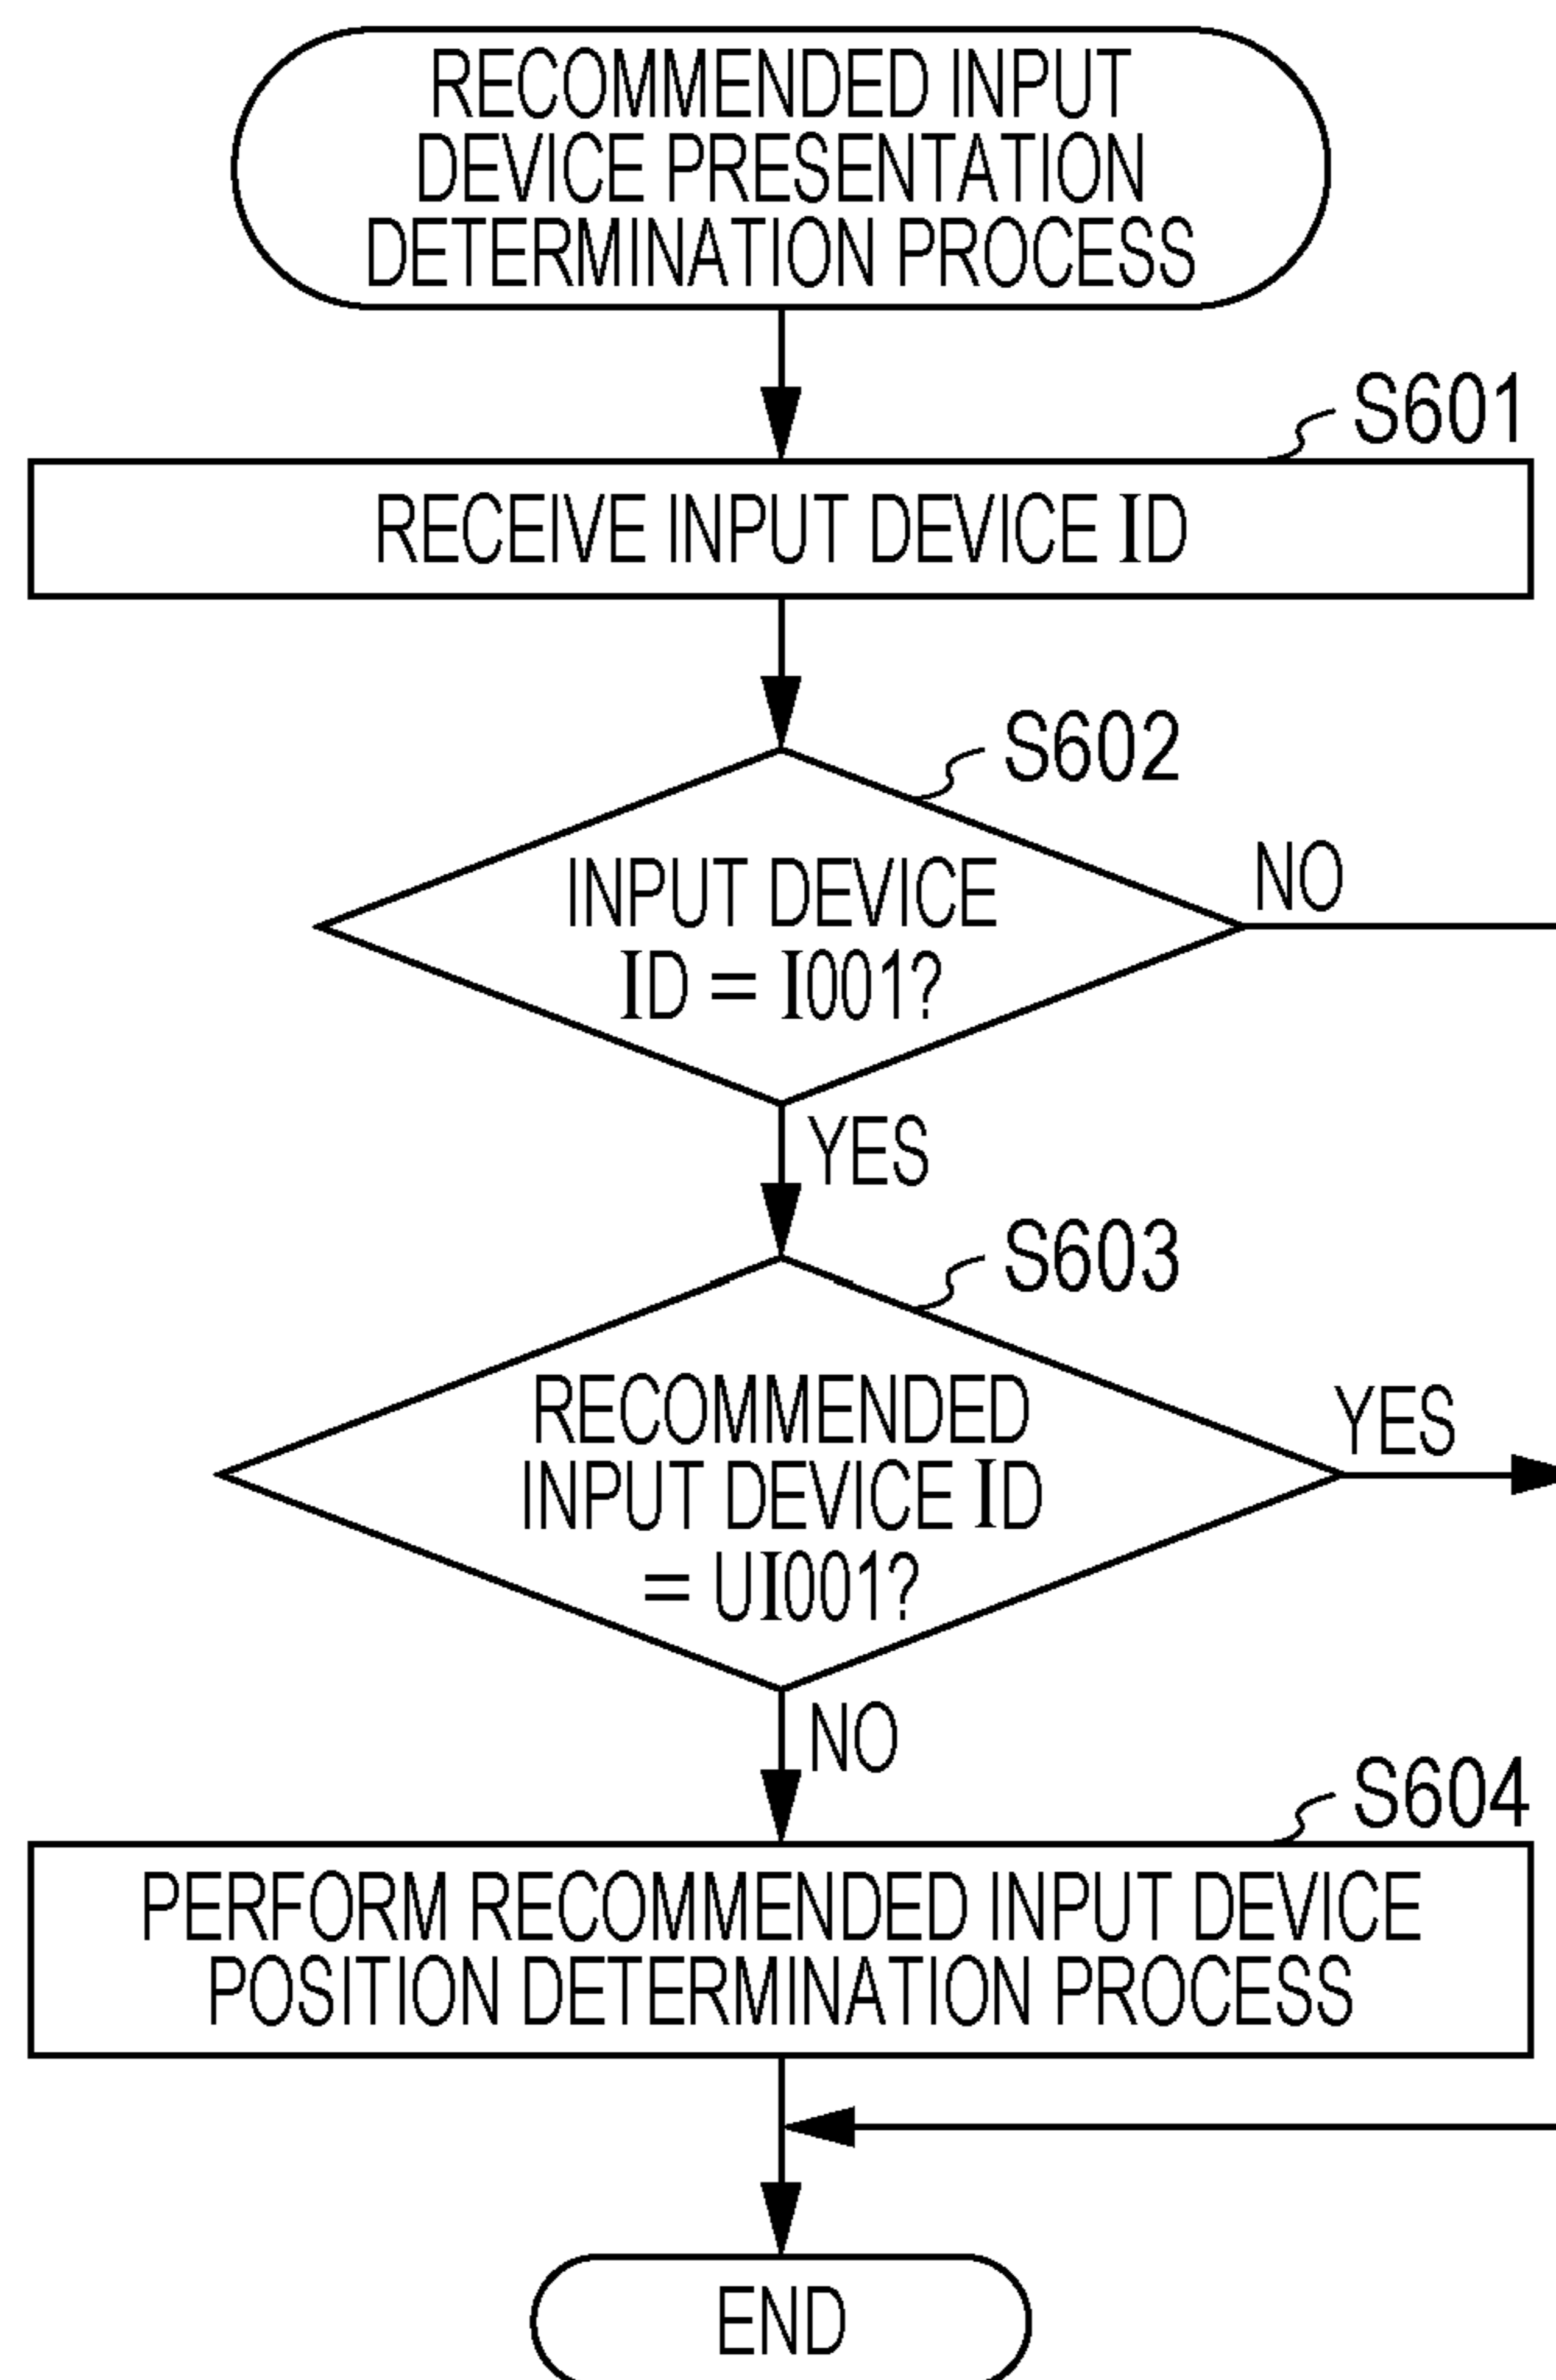 RECOMMENDED INPUT
DEVICE PRESENTATION
DETERMINATION PROCESS
S601
RECEIVE INPUT DEVICE ID
S602
INPUT DEVICE
ID = I001?
NO
YES
S603
RECOMMENDED
INPUT DEVICE ID
= UI001?
YES
NO
S604
PERFORM RECOMMENDED INPUT DEVICE
POSITION DETERMINATION PROCESS
END